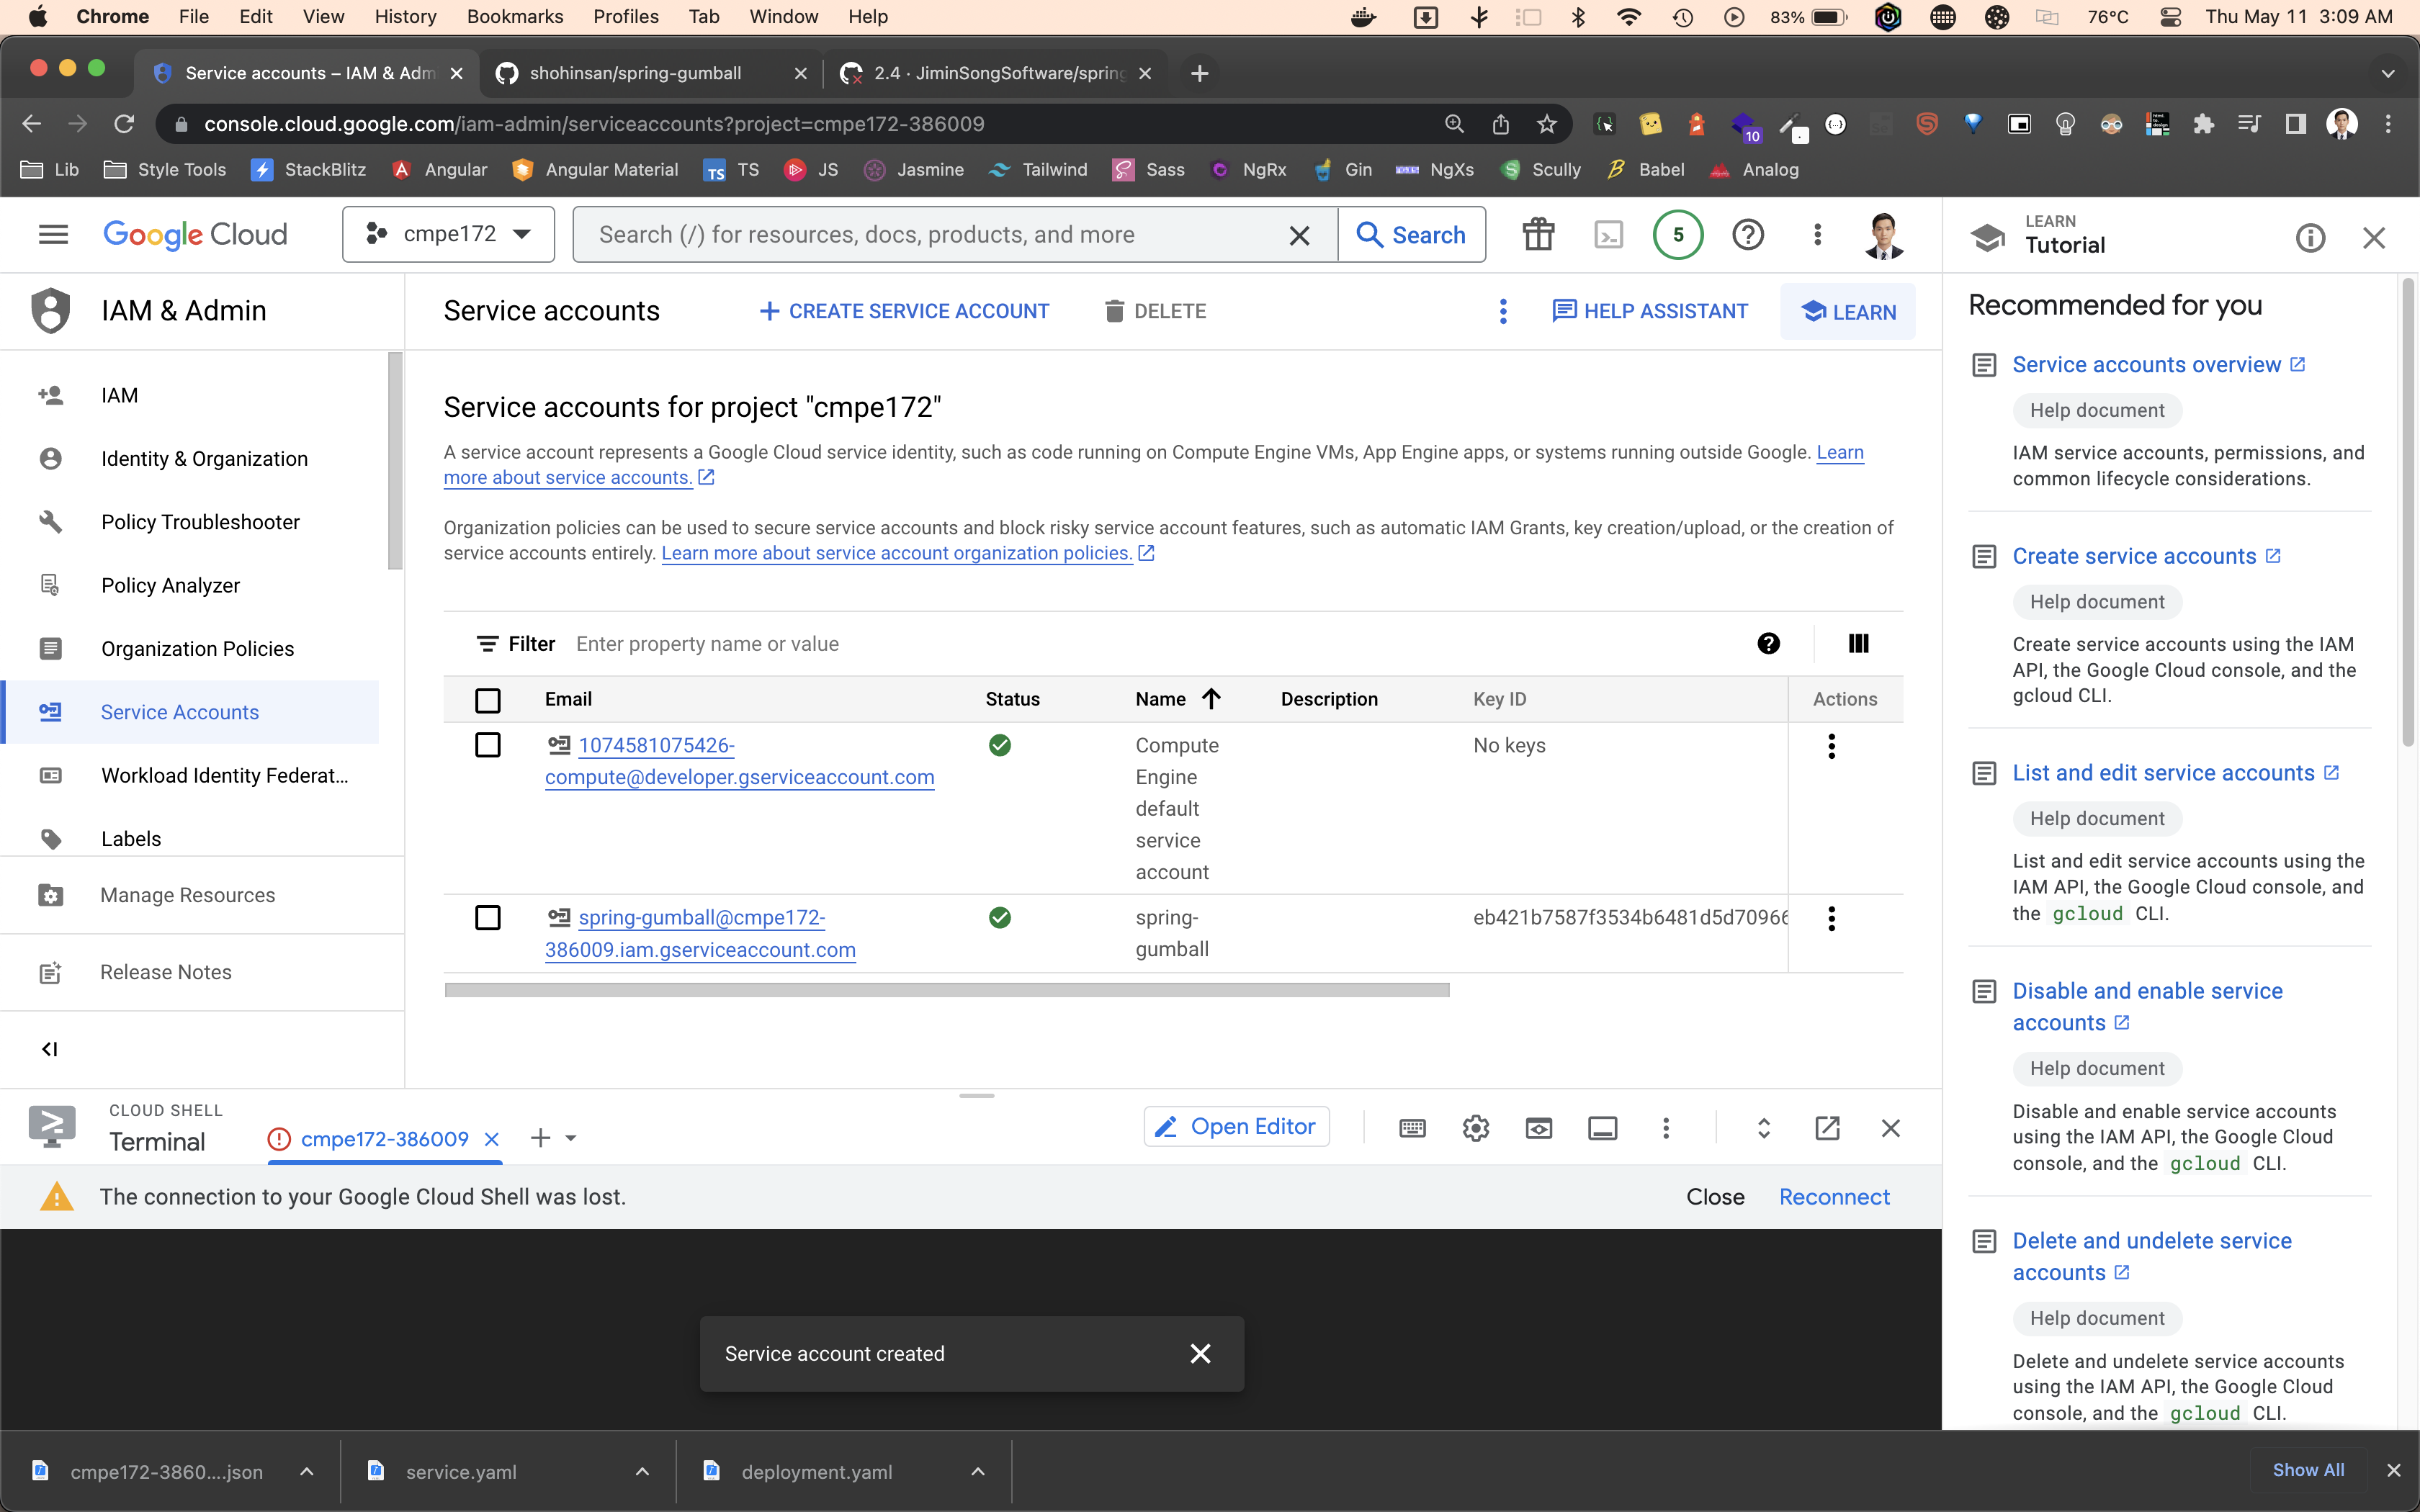 Chrome File Edit View History Bookmarks Profiles Tab Window Help
83% 76°C Thu May 11 3:09 AM
Service accounts – IAM & Adm
shohinsan/spring-gumball
2.4 · JiminSongSoftware/spring
console.cloud.google.com/iam-admin/serviceaccounts?project=cmpe172-386009
10
Lib Style Tools StackBlitz Angular Angular Material TS JS Jasmine Tailwind Sass NgRx Gin NgXs Scully Babel Analog
Google Cloud
cmpe172
Search (/) for resources, docs, products, and more
Search
5
LEARN
Tutorial
IAM & Admin
IAM
Identity & Organization
Policy Troubleshooter
Policy Analyzer
Organization Policies
Service Accounts
Workload Identity Federat...
Labels
Manage Resources
Release Notes
Service accounts
CREATE SERVICE ACCOUNT
DELETE
HELP ASSISTANT
LEARN
Service accounts for project "cmpe172"
A service account represents a Google Cloud service identity, such as code running on Compute Engine VMs, App Engine apps, or systems running outside Google. Learn
more about service accounts.
Organization policies can be used to secure service accounts and block risky service account features, such as automatic IAM Grants, key creation/upload, or the creation of
service accounts entirely. Learn more about service account organization policies.
Filter Enter property name or value
Email Status Name Description Key ID Actions
1074581075426-
compute@developer.gserviceaccount.com
Compute
Engine
default
service
account
No keys
spring-gumball@cmpe172-
386009.iam.gserviceaccount.com
spring-
gumball
eb421b7587f3534b6481d5d70966
Recommended for you
Service accounts overview
Help document
IAM service accounts, permissions, and
common lifecycle considerations.
Create service accounts
Help document
Create service accounts using the IAM
API, the Google Cloud console, and the
gcloud CLI.
List and edit service accounts
Help document
List and edit service accounts using the
IAM API, the Google Cloud console, and
the gcloud CLI.
Disable and enable service
accounts
Help document
Disable and enable service accounts
using the IAM API, the Google Cloud
console, and the gcloud CLI.
Delete and undelete service
accounts
Help document
Delete and undelete service accounts
using the IAM API, the Google Cloud
console, and the gcloud CLI.
CLOUD SHELL
Terminal
cmpe172-386009
Open Editor
The connection to your Google Cloud Shell was lost.
Close
Reconnect
Service account created
cmpe172-3860....json
service.yaml
deployment.yaml
Show All